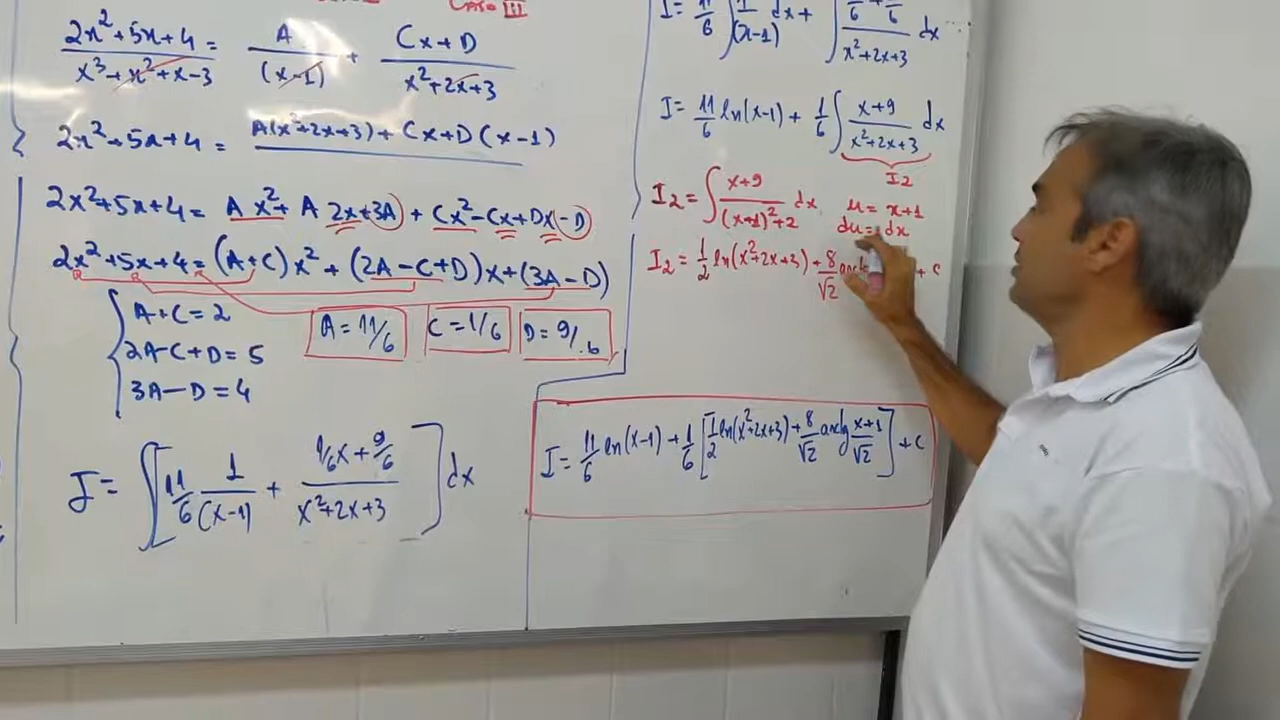 Caso III
2x²+5x+4 / x³+x²+x-3 = A / (x-1) + Cx+D / x²+2x+3
2x²+5x+4 = A(x²+2x+3)+ Cx+D(x-1)
2x²+5x+4= Ax²+ A 2x+3A + Cx²-Cx+Dx-D
2x²+5x+4 = (A+C)x² + (2A-C+D)x+(3A-D)
A+C=2
2A-C+D=5
3A-D=4
A=11/6
C=1/6
D=9/6
I= ∫[11/6 1/(x-1) + 1/6x+9/6 / x²+2x+3] dx
I= 11/6 ∫ 1/(x-1) dx + ∫ / x²+2x+3 dx
I= 11/6 ln(x-1) + 1/6 ∫ x+9 / x²+2x+3 dx
I2
I2 = ∫ x+9 / (x+1)²+2 dx
u= x+1
du= dx
I2 = 1/2 ln(x²+2x+3) + 8/√2 + C
I= 11/6 ln(x-1) + 1/6 [1/2 ln(x²+2x+3)+ 8/√2 arctg x+1/√2] + C